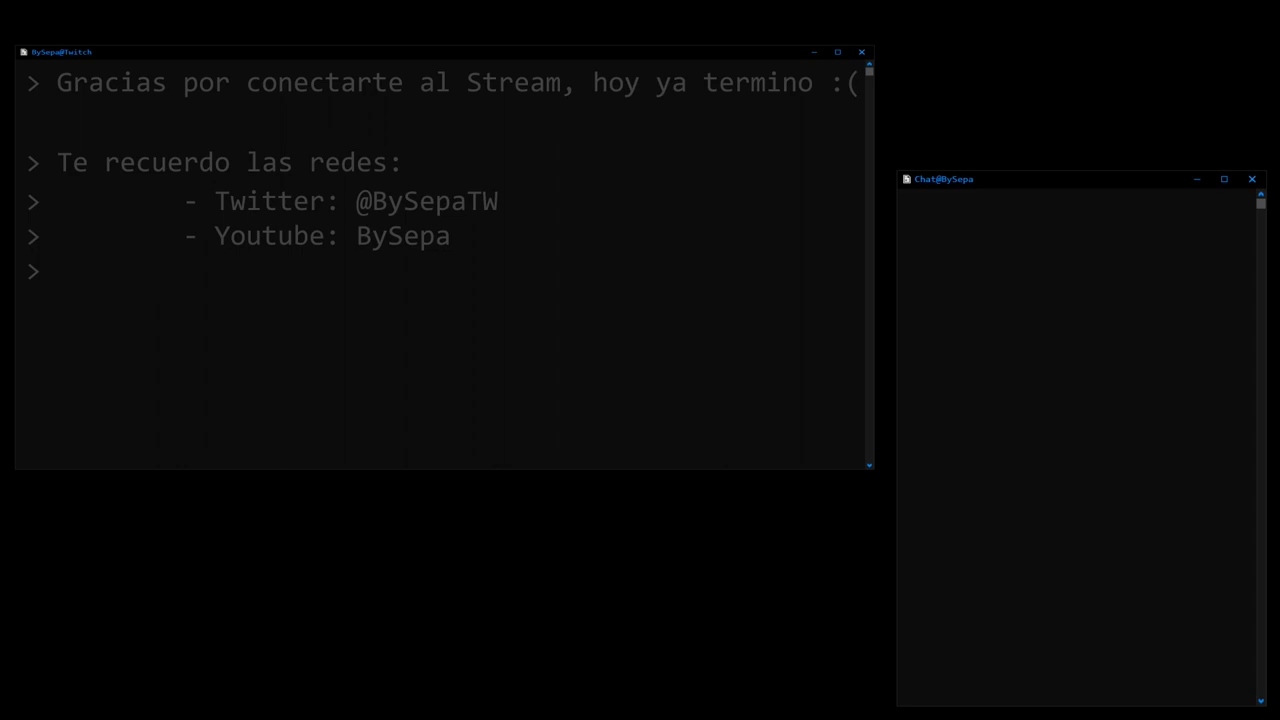 BySepa@Twitch
> Gracias por conectarte al Stream, hoy ya termino :(
> Te recuerdo las redes:
> - Twitter: @BySepaTW
> - Youtube: BySepa
>
Chat@BySepa